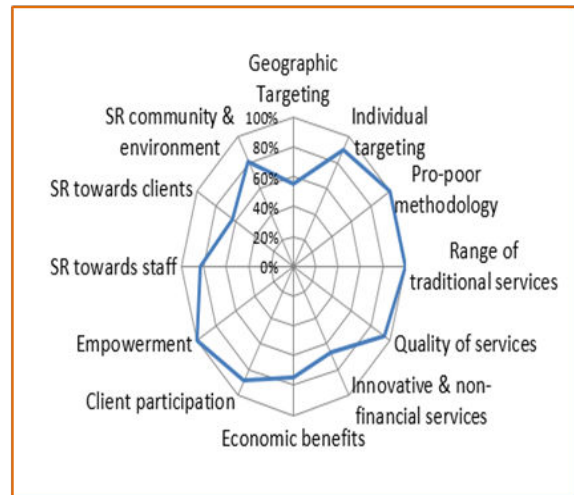 Geographic
Targeting
Individual
targeting
Pro-poor
methodology
Range of
traditional services
Quality of services
Innovative & non-
financial services
Economic benefits
Client participation
Empowerment
SR towards staff
SR towards clients
SR community &
environment
100%
80%
60%
40%
20%
0%